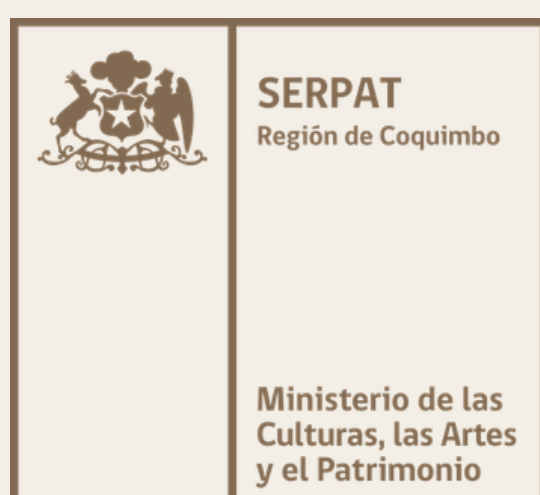 SERPAT
Región de Coquimbo
Ministerio de las
Culturas, las Artes
y el Patrimonio